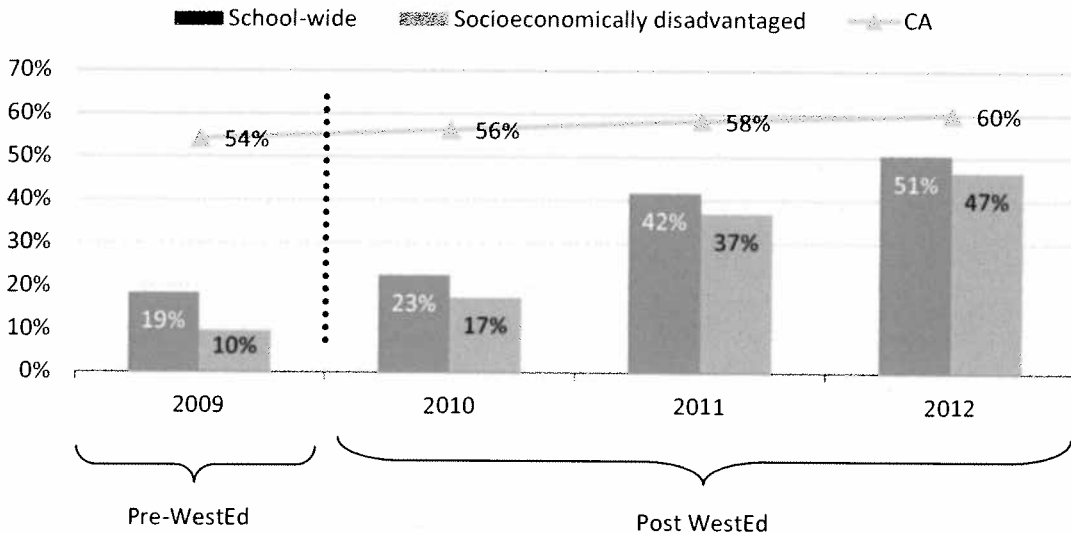 School-wide Socioeconomically disadvantaged CA
70%
60%
50%
40%
30%
20%
10%
0%
54% 56% 58% 60%
19% 10% 23% 17% 42% 37% 51% 47%
2009 2010 2011 2012
Pre-WestEd Post WestEd